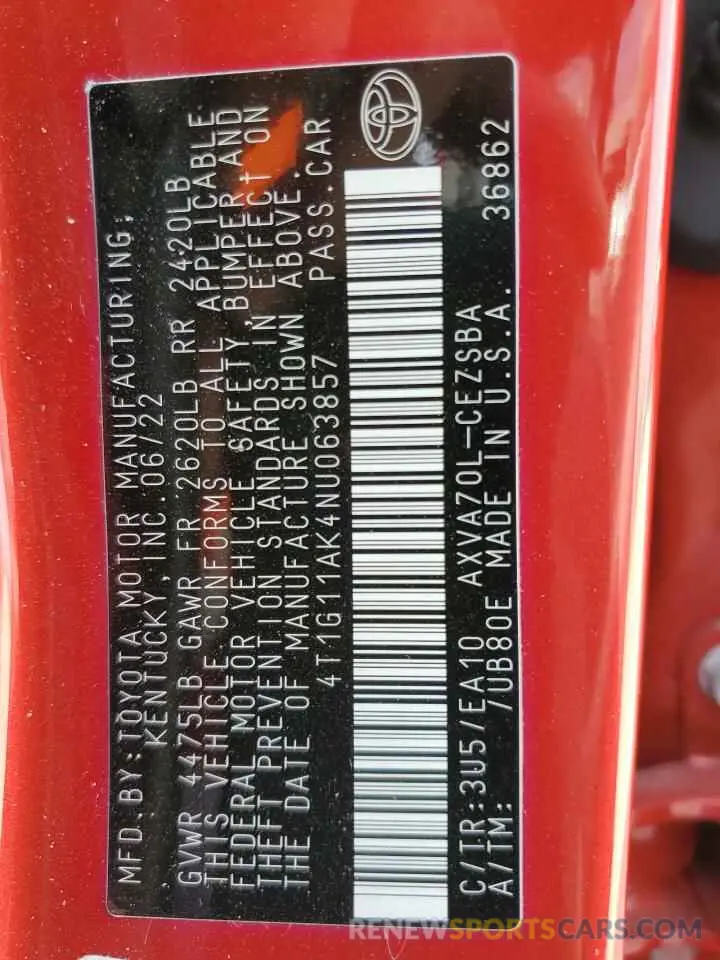 MFD.BY:TOYOTA MOTOR MANUFACTURING,
KENTUCKY, INC.06/22
GVWR 4475LB GAWR FR 2620LB RR 2420LB
THIS VEHICLE CONFORMS TO ALL APPLICABLE
FEDERAL MOTOR VEHICLE SAFETY, BUMPER AND
THEFT PREVENTION STANDARDS IN EFFECT ON
THE DATE OF MANUFACTURE SHOWN ABOVE.
4T1G11AK4NU063857 PASS.CAR
C/TR:3U5/EA10 AXVA70L-CEZSBA
A/TM: /UB80E MADE IN U.S.A. 36862
RENEWSPORTSCARS.COM